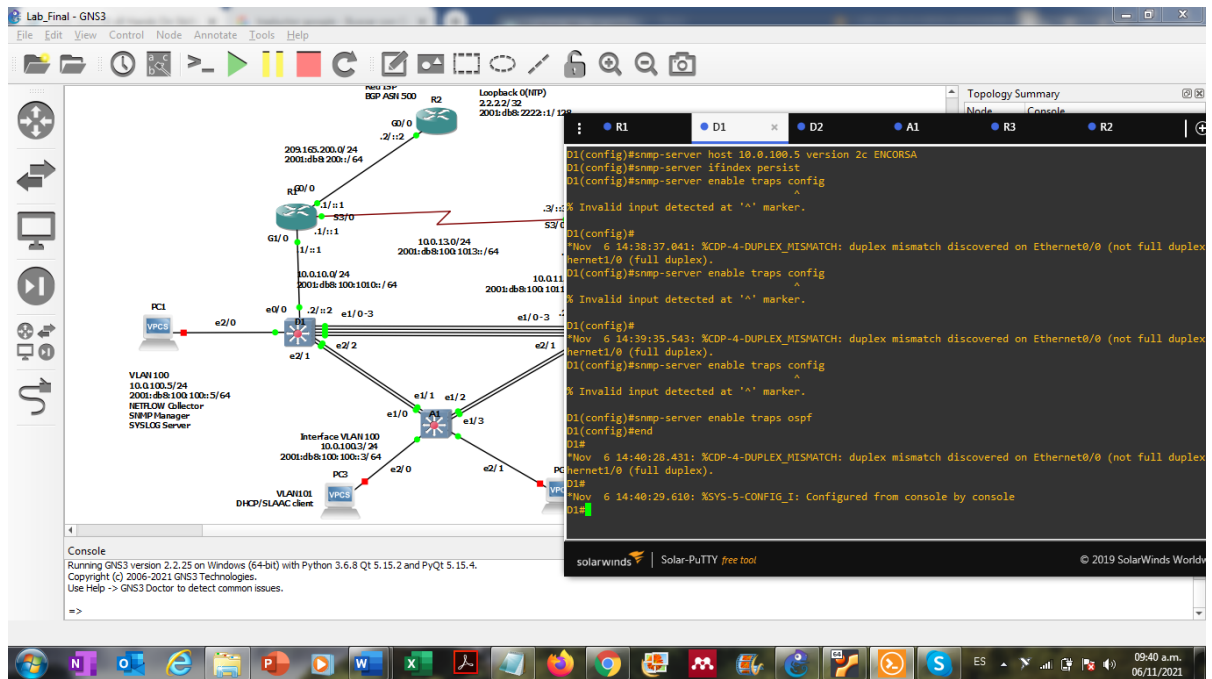 Lab_Final - GNS3
File Edit View Control Node Annotate Tools Help
BGP ASN 500
R2
Loopback 0(NTP)
2.2.2.2/ 32
2001:db8:2222::1/ 128
G0/ 0
.2/ ::2
209.165.200.0/ 24
2001:db8:200::/ 64
R1
G0/ 0
.1/ ::1
S3/0
.1/::1
G1/ 0
.1/ ::1
10.0.13.0/ 24
2001:db8:100:1013::/ 64
.3/ ::3
S3/0
10.0.10.0/ 24
2001:db8:100:1010::/ 64
10.0.11
2001:db8:100:1011
PC1
VPCS
e2/0
e0/ 0
.2/ ::2
D1
e1/ 0-3
e1/ 0-3
e2/ 2
e2/ 1
e2/ 1
VLAN 100
10.0.100.5/ 24
2001:db8:100:100::5/ 64
NETFLOW Collector
SNMP Manager
SYSLOG Server
e1/1
e1/2
e1/0
A1
e1/3
Interface VLAN 100
10.0.100.3/ 24
2001:db8:100:100::3/ 64
PC3
VPCS
e2/ 0
e2/ 1
PC
VPC
VLAN101
DHCP/SLAAC client
Topology Summary
Node Console
R1 D1 D2 A1 R3 R2
D1(config)#snmp-server host 10.0.100.5 version 2c ENCORSA
D1(config)#snmp-server ifindex persist
D1(config)#snmp-server enable traps config
^
% Invalid input detected at '^' marker.
D1(config)#
*Nov 6 14:38:37.041: %CDP-4-DUPLEX_MISMATCH: duplex mismatch discovered on Ethernet0/0 (not full duplex
hernet1/0 (full duplex).
D1(config)#snmp-server enable traps config
^
% Invalid input detected at '^' marker.
D1(config)#
*Nov 6 14:39:35.543: %CDP-4-DUPLEX_MISMATCH: duplex mismatch discovered on Ethernet0/0 (not full duplex
hernet1/0 (full duplex).
D1(config)#snmp-server enable traps config
^
% Invalid input detected at '^' marker.
D1(config)#snmp-server enable traps ospf
D1(config)#end
D1#
*Nov 6 14:40:28.431: %CDP-4-DUPLEX_MISMATCH: duplex mismatch discovered on Ethernet0/0 (not full duplex
hernet1/0 (full duplex).
D1#
*Nov 6 14:40:29.610: %SYS-5-CONFIG_I: Configured from console by console
D1#
solarwinds Solar-PuTTY free tool
© 2019 SolarWinds Worldw
Console
Running GNS3 version 2.2.25 on Windows (64-bit) with Python 3.6.8 Qt 5.15.2 and PyQt 5.15.4.
Copyright (c) 2006-2021 GNS3 Technologies.
Use Help -> GNS3 Doctor to detect common issues.
=>
ES
09:40 a.m.
06/11/2021